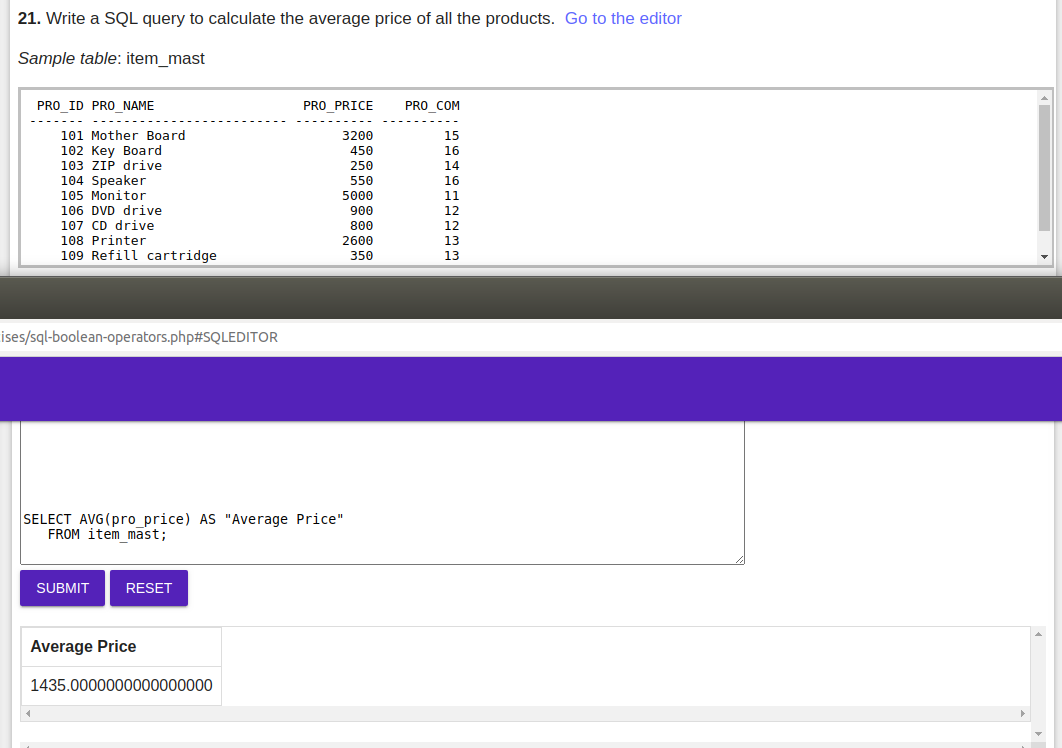 21. Write a SQL query to calculate the average price of all the products.  Go to the editor
Sample table: item_mast
 PRO_ID PRO_NAME                   PRO_PRICE    PRO_COM
------- ------------------------- ---------- ----------
    101 Mother Board                    3200         15
    102 Key Board                        450         16
    103 ZIP drive                        250         14
    104 Speaker                          550         16
    105 Monitor                         5000         11
    106 DVD drive                        900         12
    107 CD drive                         800         12
    108 Printer                         2600         13
    109 Refill cartridge                 350         13
ises/sql-boolean-operators.php#SQLEDITOR
SELECT AVG(pro_price) AS "Average Price"
   FROM item_mast;
SUBMIT RESET
Average Price
1435.0000000000000000